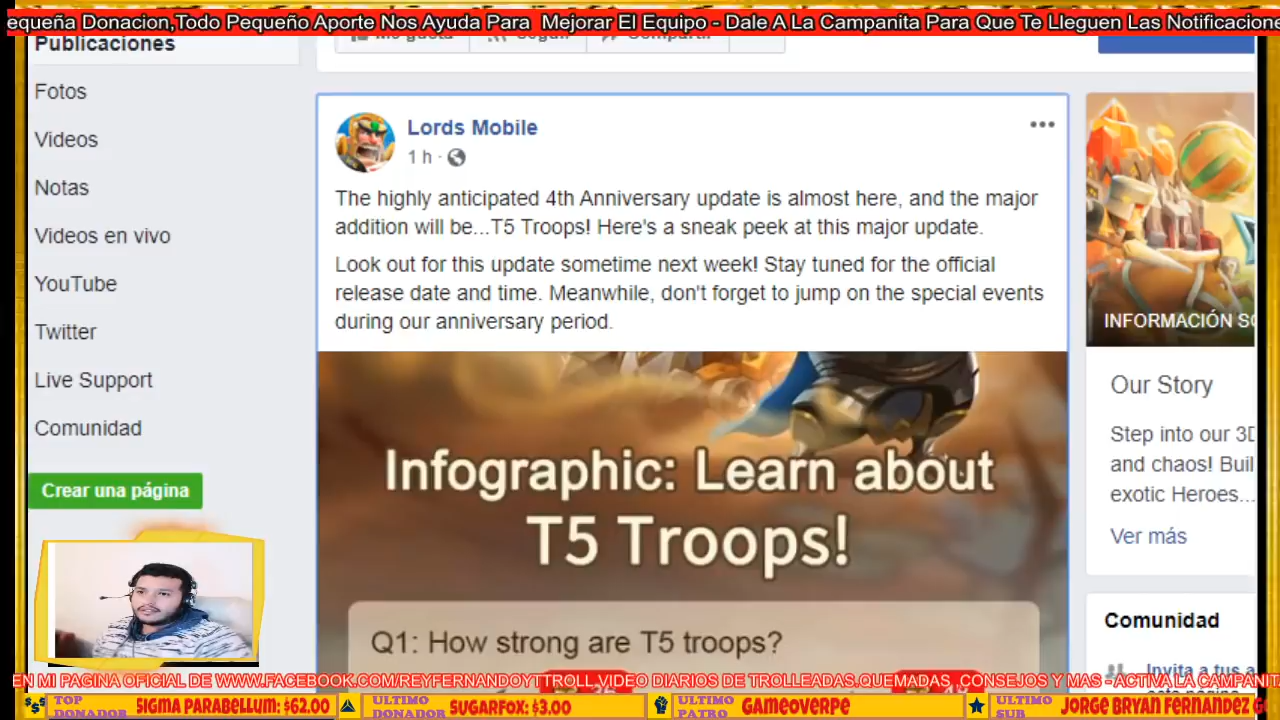 equeña Donacion,Todo Pequeño Aporte Nos Ayuda Para Mejorar El Equipo - Dale A La Campanita Para Que Te Lleguen Las Notificacione
Publicaciones
Fotos
Videos
Notas
Videos en vivo
YouTube
Twitter
Live Support
Comunidad
Crear una página
Me gusta
Seguir
Compartir
Lords Mobile
1 h
The highly anticipated 4th Anniversary update is almost here, and the major
addition will be...T5 Troops! Here's a sneak peek at this major update.
Look out for this update sometime next week! Stay tuned for the official
release date and time. Meanwhile, don't forget to jump on the special events
during our anniversary period.
Infographic: Learn about
T5 Troops!
Q1: How strong are T5 troops?
INFORMACIÓN SO
Our Story
Step into our 3D
and chaos! Buil
exotic Heroes...
Ver más
Comunidad
Invita a tus a
EN MI PAGINA OFICIAL DE WWW.FACEBOOK.COM/REYFERNANDOYTTROLL VIDEO DIARIOS DE TROLLEADAS,QUEMADAS ,CONSEJOS Y MAS - ACTIVA LA CAMPANITA
TOP
DONADOR
SIGMA PARABELLUM: $62.00
ULTIMO
DONADOR
SUGARFOX: $3.00
ULTIMO
PATRO
GAMEOVERPE
ULTIMO
SUB
JORGE BRYAN FERNANDEZ G